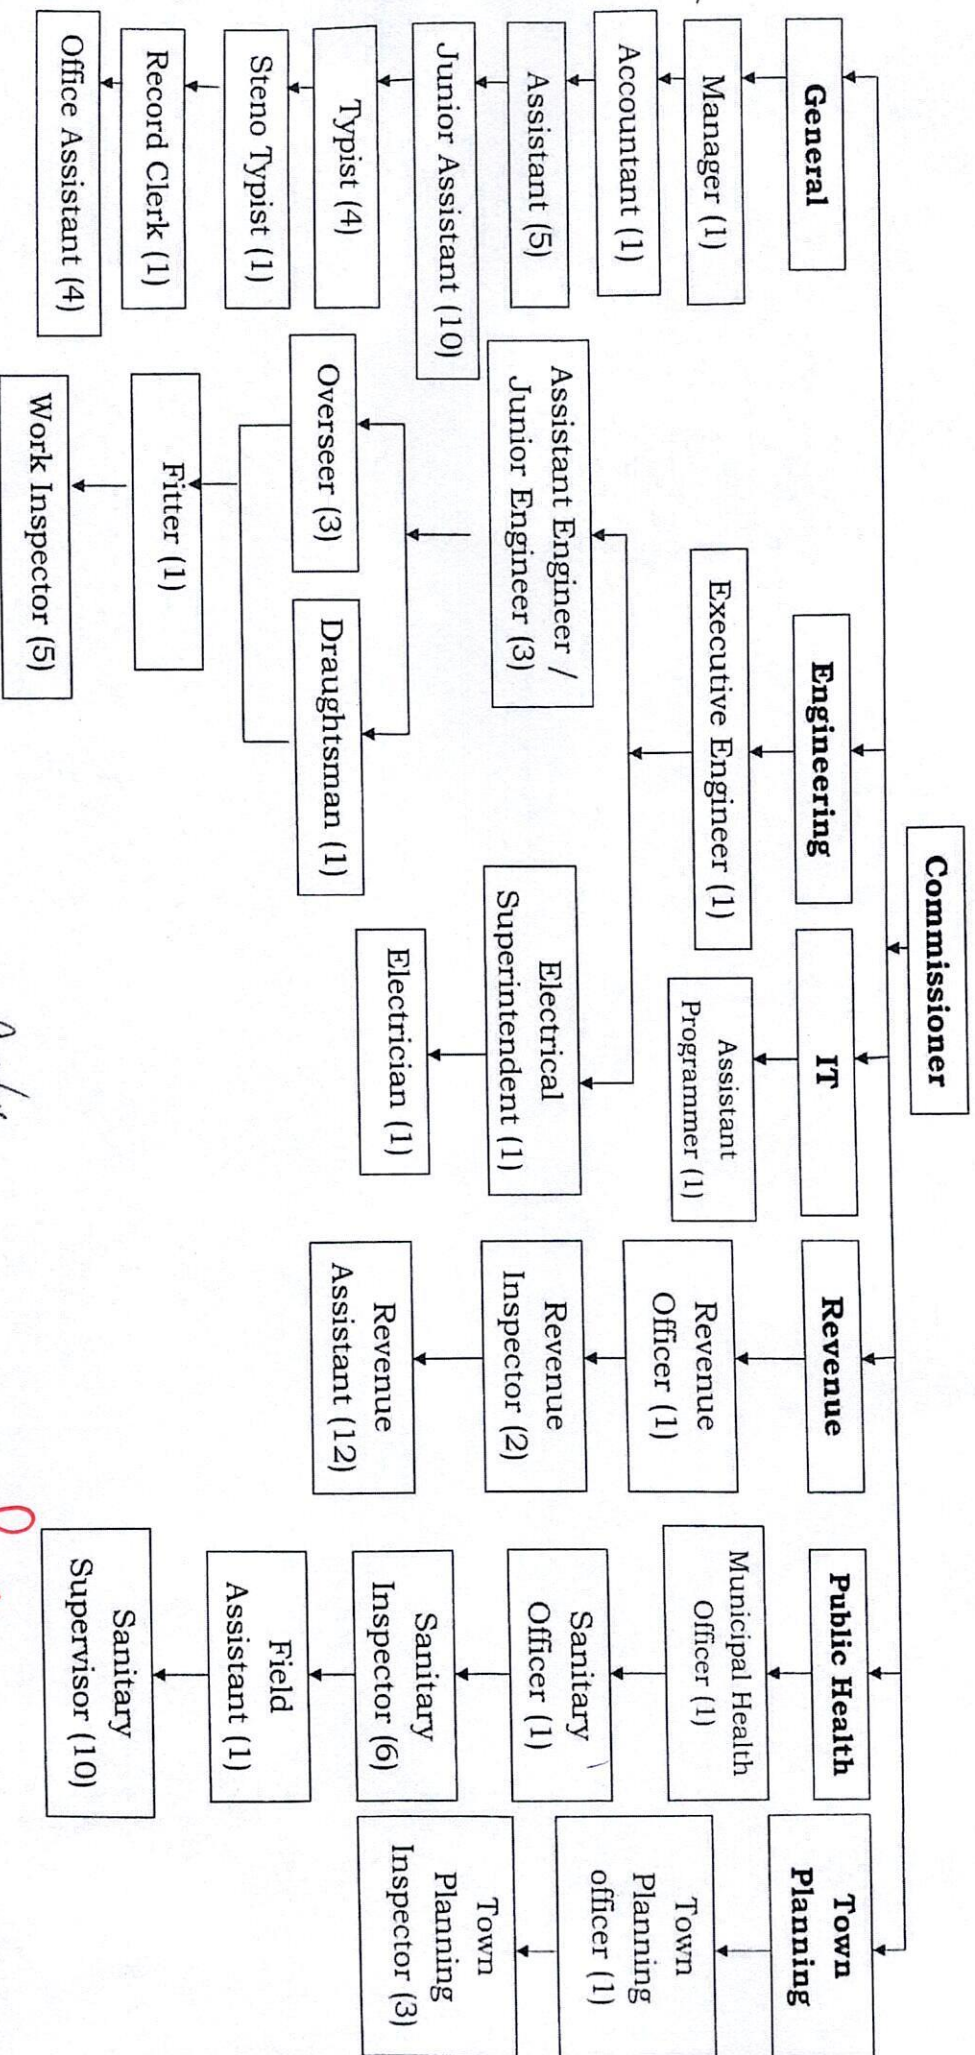 Commissioner
General
Engineering
IT
Revenue
Public Health
Town
Planning
Manager (1)
Accountant (1)
Assistant (5)
Junior Assistant (10)
Typist (4)
Steno Typist (1)
Record Clerk (1)
Office Assistant (4)
Executive Engineer (1)
Assistant Engineer /
Junior Engineer (3)
Overseer (3)
Draughtsman (1)
Fitter (1)
Work Inspector (5)
Electrical
Superintendent (1)
Electrician (1)
Assistant
Programmer (1)
Revenue
Officer (1)
Revenue
Inspector (2)
Revenue
Assistant (12)
Municipal Health
Officer (1)
Sanitary
Officer (1)
Sanitary
Inspector (6)
Field
Assistant (1)
Sanitary
Supervisor (10)
Town
Planning
officer (1)
Town
Planning
Inspector (3)